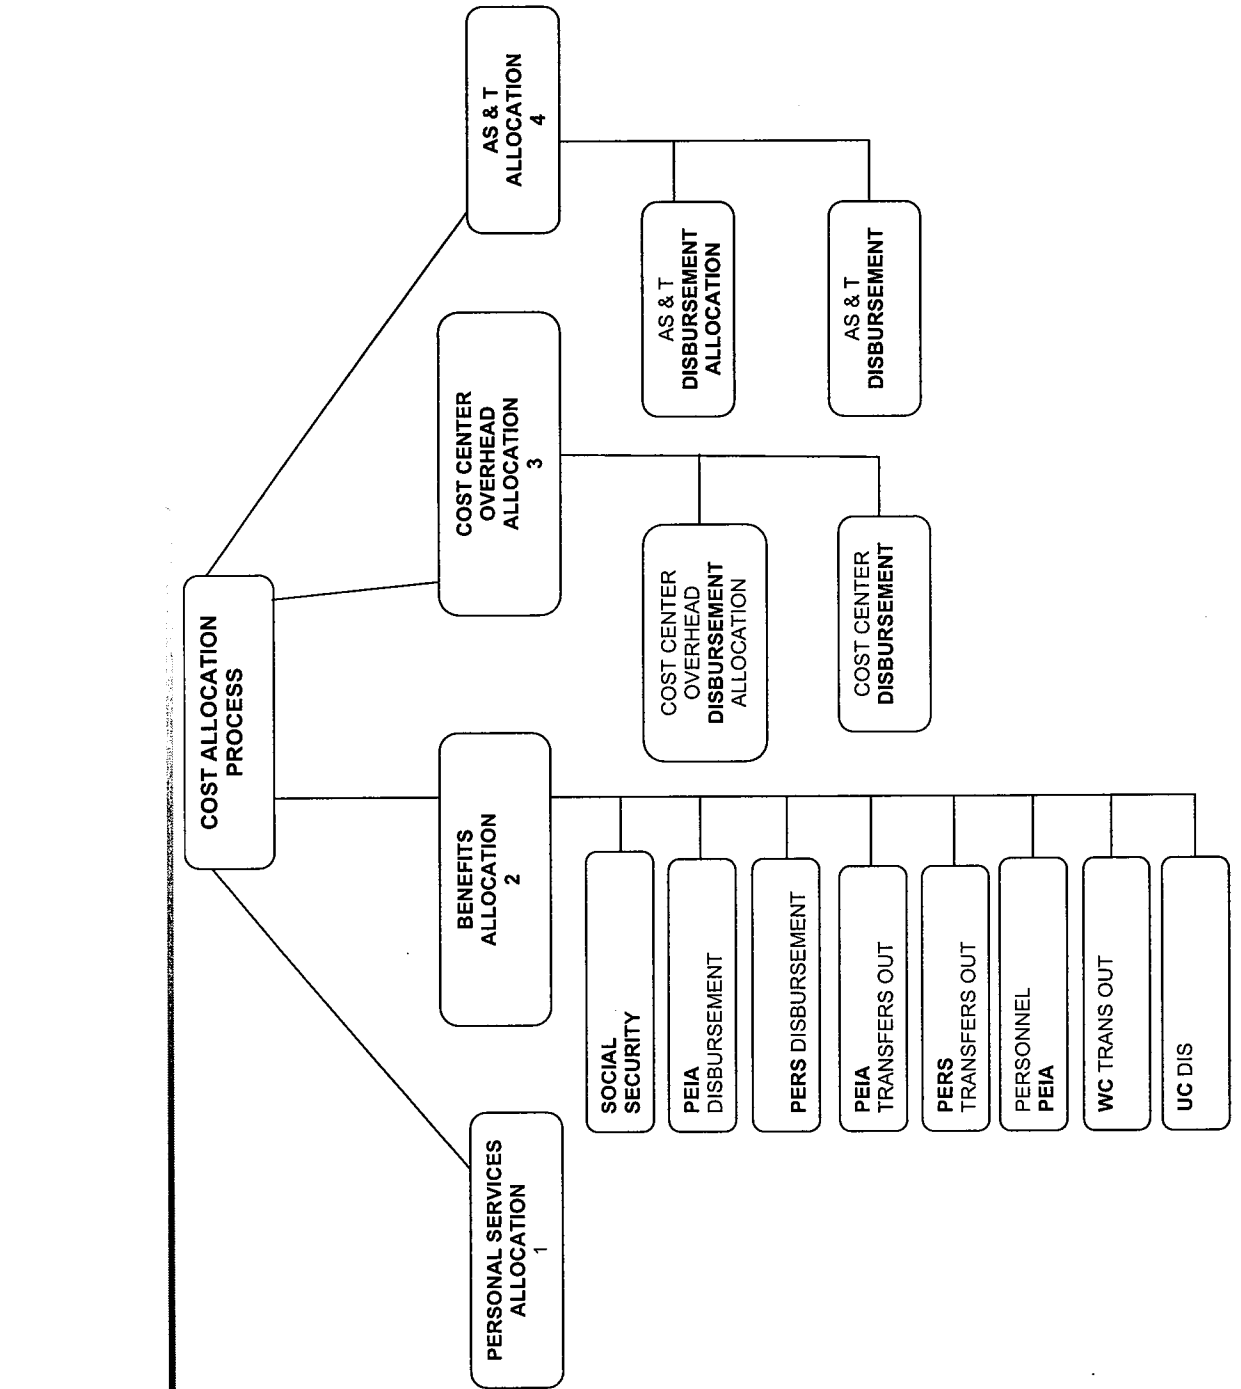 COST ALLOCATION
PROCESS
PERSONAL SERVICES
ALLOCATION
1
BENEFITS
ALLOCATION
2
SOCIAL
SECURITY
PEIA
DISBURSEMENT
PERS DISBURSEMENT
PEIA
TRANSFERS OUT
PERS
TRANSFERS OUT
PERSONNEL
PEIA
WC TRANS OUT
UC DIS
COST CENTER
OVERHEAD
ALLOCATION
3
COST CENTER
OVERHEAD
DISBURSEMENT
ALLOCATION
COST CENTER
DISBURSEMENT
AS & T
ALLOCATION
4
AS & T
DISBURSEMENT
ALLOCATION
AS & T
DISBURSEMENT